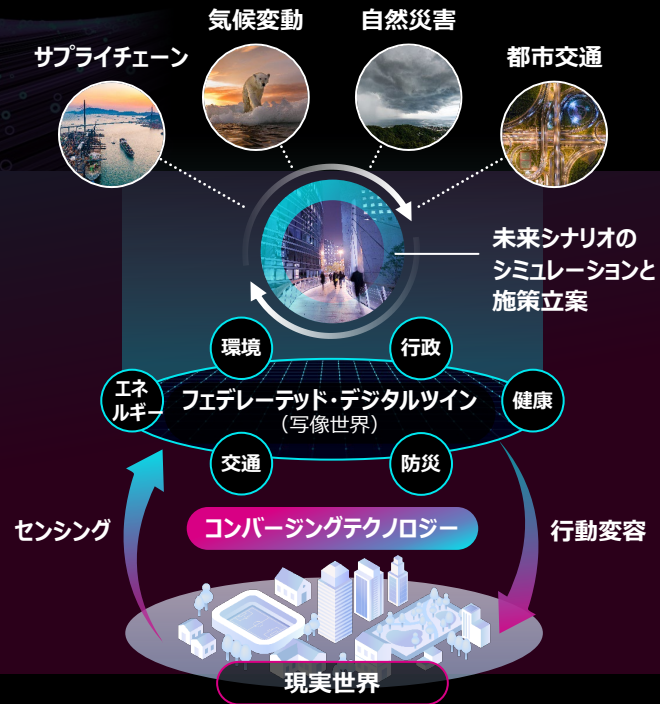 気候変動
自然災害
サプライチェーン
都市交通
未来シナリオの
シミュレーションと
施策立案
環境
行政
エネ
ルギー
フェデレーテッド・デジタルツイン
（写像世界）
健康
交通
防災
センシング
コンバージングテクノロジー
行動変容
現実世界